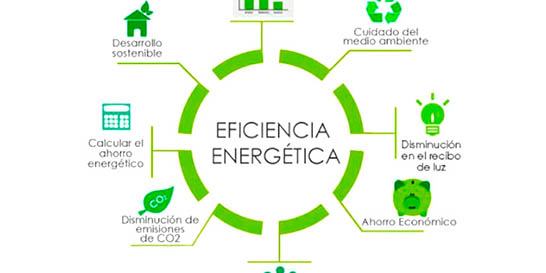 Desarrollo
sostenible
Cuidado del
medio ambiente
Calcular el
ahorro
energético
EFICIENCIA
ENERGÉTICA
Disminución
en el recibo
de luz
CO₂
Disminución de
emisiones
de CO2
Ahorro Económico